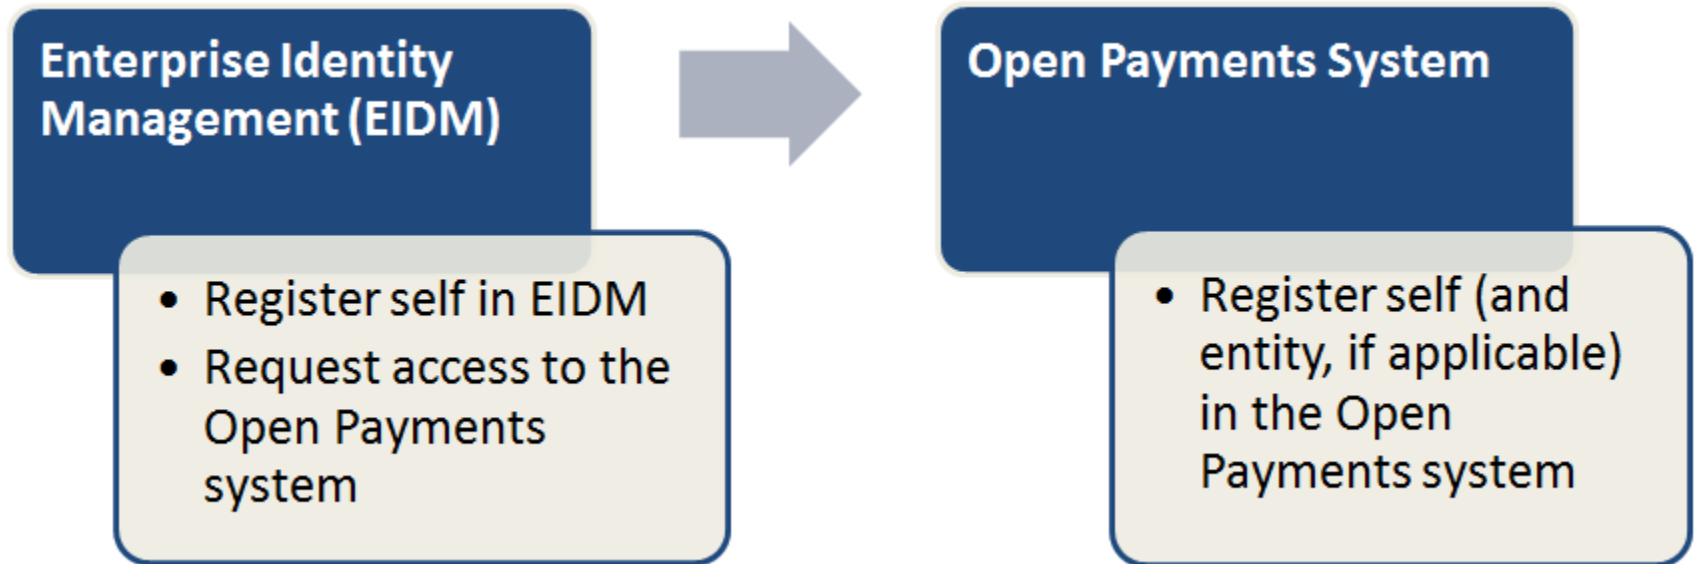 Enterprise Identity
Management (EIDM)
• Register self in EIDM
• Request access to the
Open Payments
system
Open Payments System
• Register self (and
entity, if applicable)
in the Open
Payments system